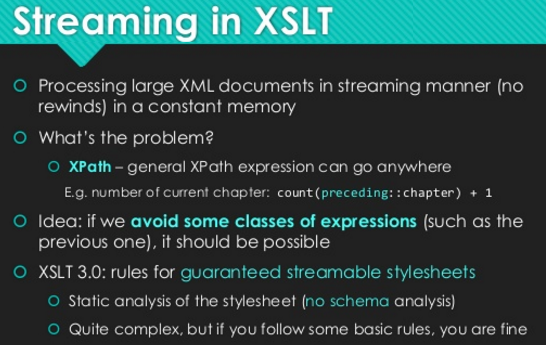 Streaming in XSLT
Processing large XML documents in streaming manner (no
rewinds) in a constant memory
What's the problem?
XPath – general XPath expression can go anywhere
E.g. number of current chapter: count(preceding::chapter) + 1
Idea: if we avoid some classes of expressions (such as the
previous one), it should be possible
XSLT 3.0: rules for guaranteed streamable stylesheets
Static analysis of the stylesheet (no schema analysis)
Quite complex, but if you follow some basic rules, you are fine